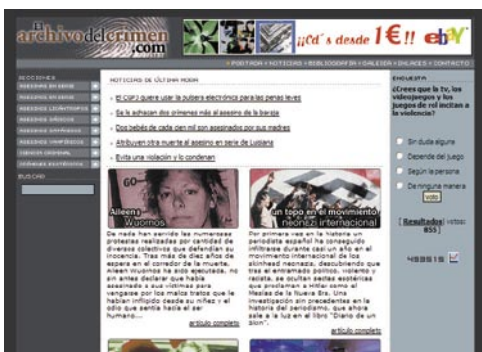 El
archivodelcrimen
.com
¡¡Cd´s desde 1€!! ebaY
PORTADA NOTICIAS BIBLIOGRAFÍA GALERÍA ENLACES CONTACTO
SECCIONES
ASESINOS EN SERIE
ASESINOS EN SERIE
ASESINOS LICÁNTROPOS
ASESINOS SÁDICOS
ASESINOS SATÁNICOS
ASESINOS VAMPÍRICOS
CIENCIA CRIMINAL
CRÍMENES ESOTÉRICOS
BUSCAR
NOTICIAS DE ÚLTIMA HORA
El CGPJ quiere usar la pulsera electrónica para las penas leves
Se le achacan dos crímenes más al asesino de la baraja
Dos bebés de cada cien mil son asesinados por sus madres
Atribuyen otra muerte al asesino en serie de Luisiana
Evita una violación y lo condenan
60
Aileen
Wuornos
De nada han servido las numerosas
protestas realizadas por cantidad de
diversos colectivos que defendían su
inocencia. Tras más de diez años de
espera en el corredor de la muerte,
Aileen Wuornos ha sido ejecutada, no
sin antes declarar que había
asesinado a sus víctimas para
vengarse por los malos tratos que le
habían infligido desde su niñez y el
odio que sentía hacia el ser
humano...
artículo completo
un topo en el movimiento
neonazi internacional
Por primera vez en la historia un
periodista español ha conseguido
infiltrarse durante casi un año en el
movimiento internacional de los
skinhead neonazis, descubriendo que
tras el entramado político, violento y
racista, se ocultan sectas esotéricas
que proclaman a Hitler como el
Mesías de la Nueva Era. Una
investigación sin precedentes en la
historia del periodismo, que ahora
sale a la luz en el libro "Diario de un
Skin".
artículo completo
ENCUESTA
¿Crees que la tv, los
videojuegos y los
juegos de rol incitan a
la violencia?
Sin duda alguna
Depende del juego
Según la persona
De ninguna manera
Voto
[ Resultados| votos:
855 ]